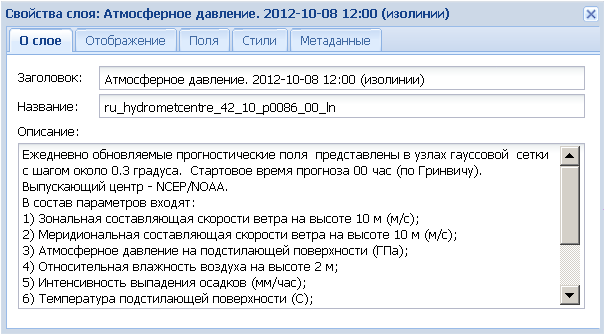 Свойства слоя: Атмосферное давление. 2012-10-08 12:00 (изолинии)
О слое Отображение Поля Стили Метаданные
Заголовок: Атмосферное давление. 2012-10-08 12:00 (изолинии)
Название: ru_hydrometcentre_42_10_p0086_00_ln
Описание:
Ежедневно обновляемые прогностические поля представлены в узлах гауссовой сетки
с шагом около 0.3 градуса. Стартовое время прогноза 00 час (по Гринвичу).
Выпускающий центр - NCEP/NOAA.
В состав параметров входят:
1) Зональная составляющая скорости ветра на высоте 10 м (м/с);
2) Меридиональная составляющая скорости ветра на высоте 10 м (м/с);
3) Атмосферное давление на подстилающей поверхности (ГПа);
4) Относительная влажность воздуха на высоте 2 м;
5) Интенсивность выпадения осадков (мм/час);
6) Температура подстилающей поверхности (С);